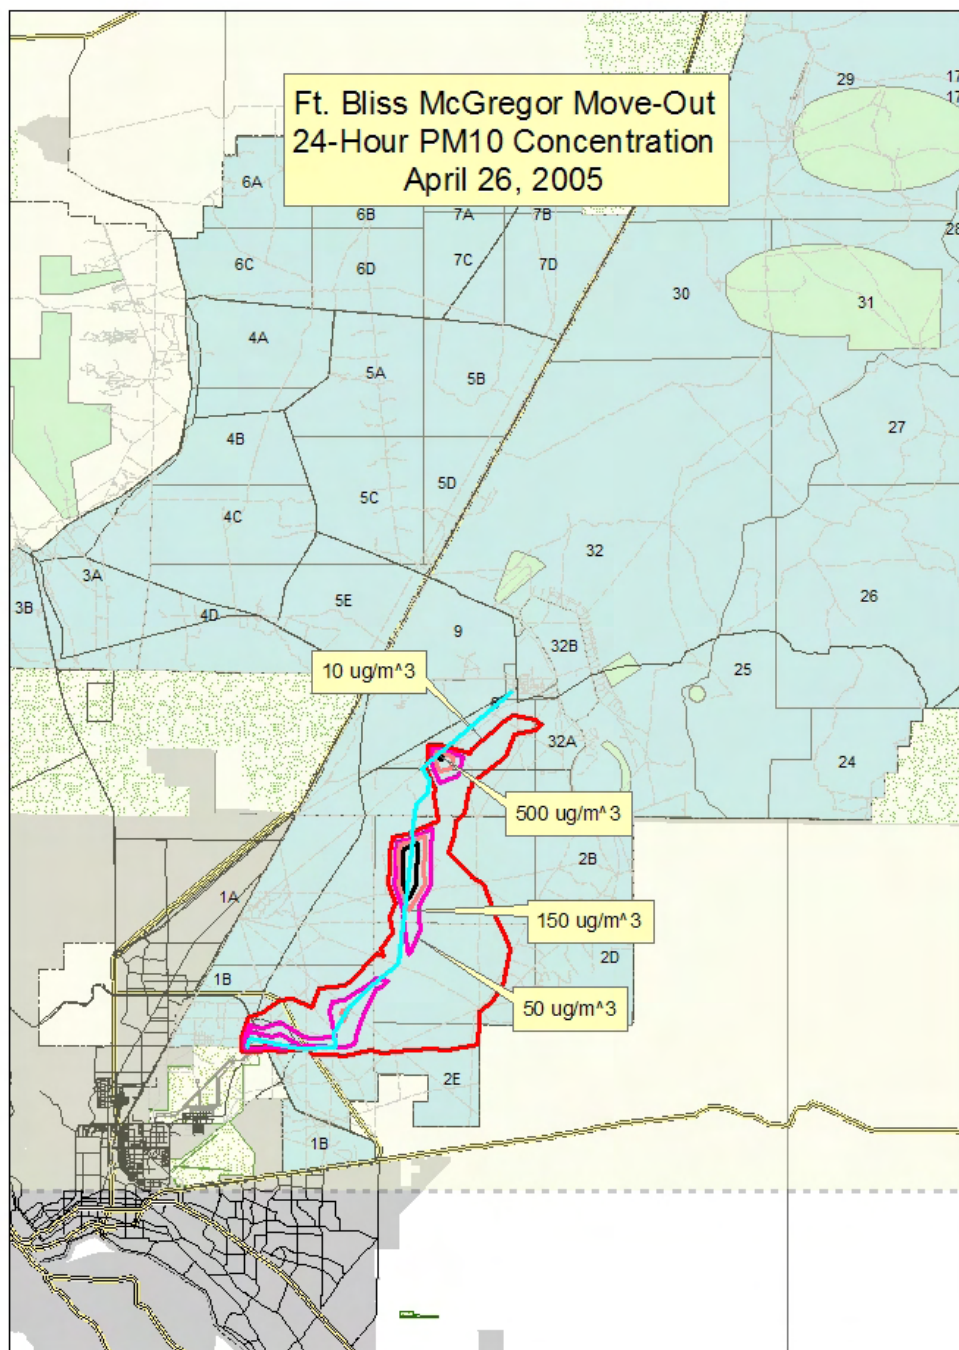 Ft. Bliss McGregor Move-Out
24-Hour PM10 Concentration
April 26, 2005
29
17
17
6A
6B
7A
7B
28
6C
6D
7C
7D
30
31
4A
5A
5B
4B
27
5C
5D
4C
32
3A
5E
26
3B
4D
9
32B
10 ug/m^3
25
32A
24
500 ug/m^3
2B
1A
150 ug/m^3
2D
1B
50 ug/m^3
2E
1B